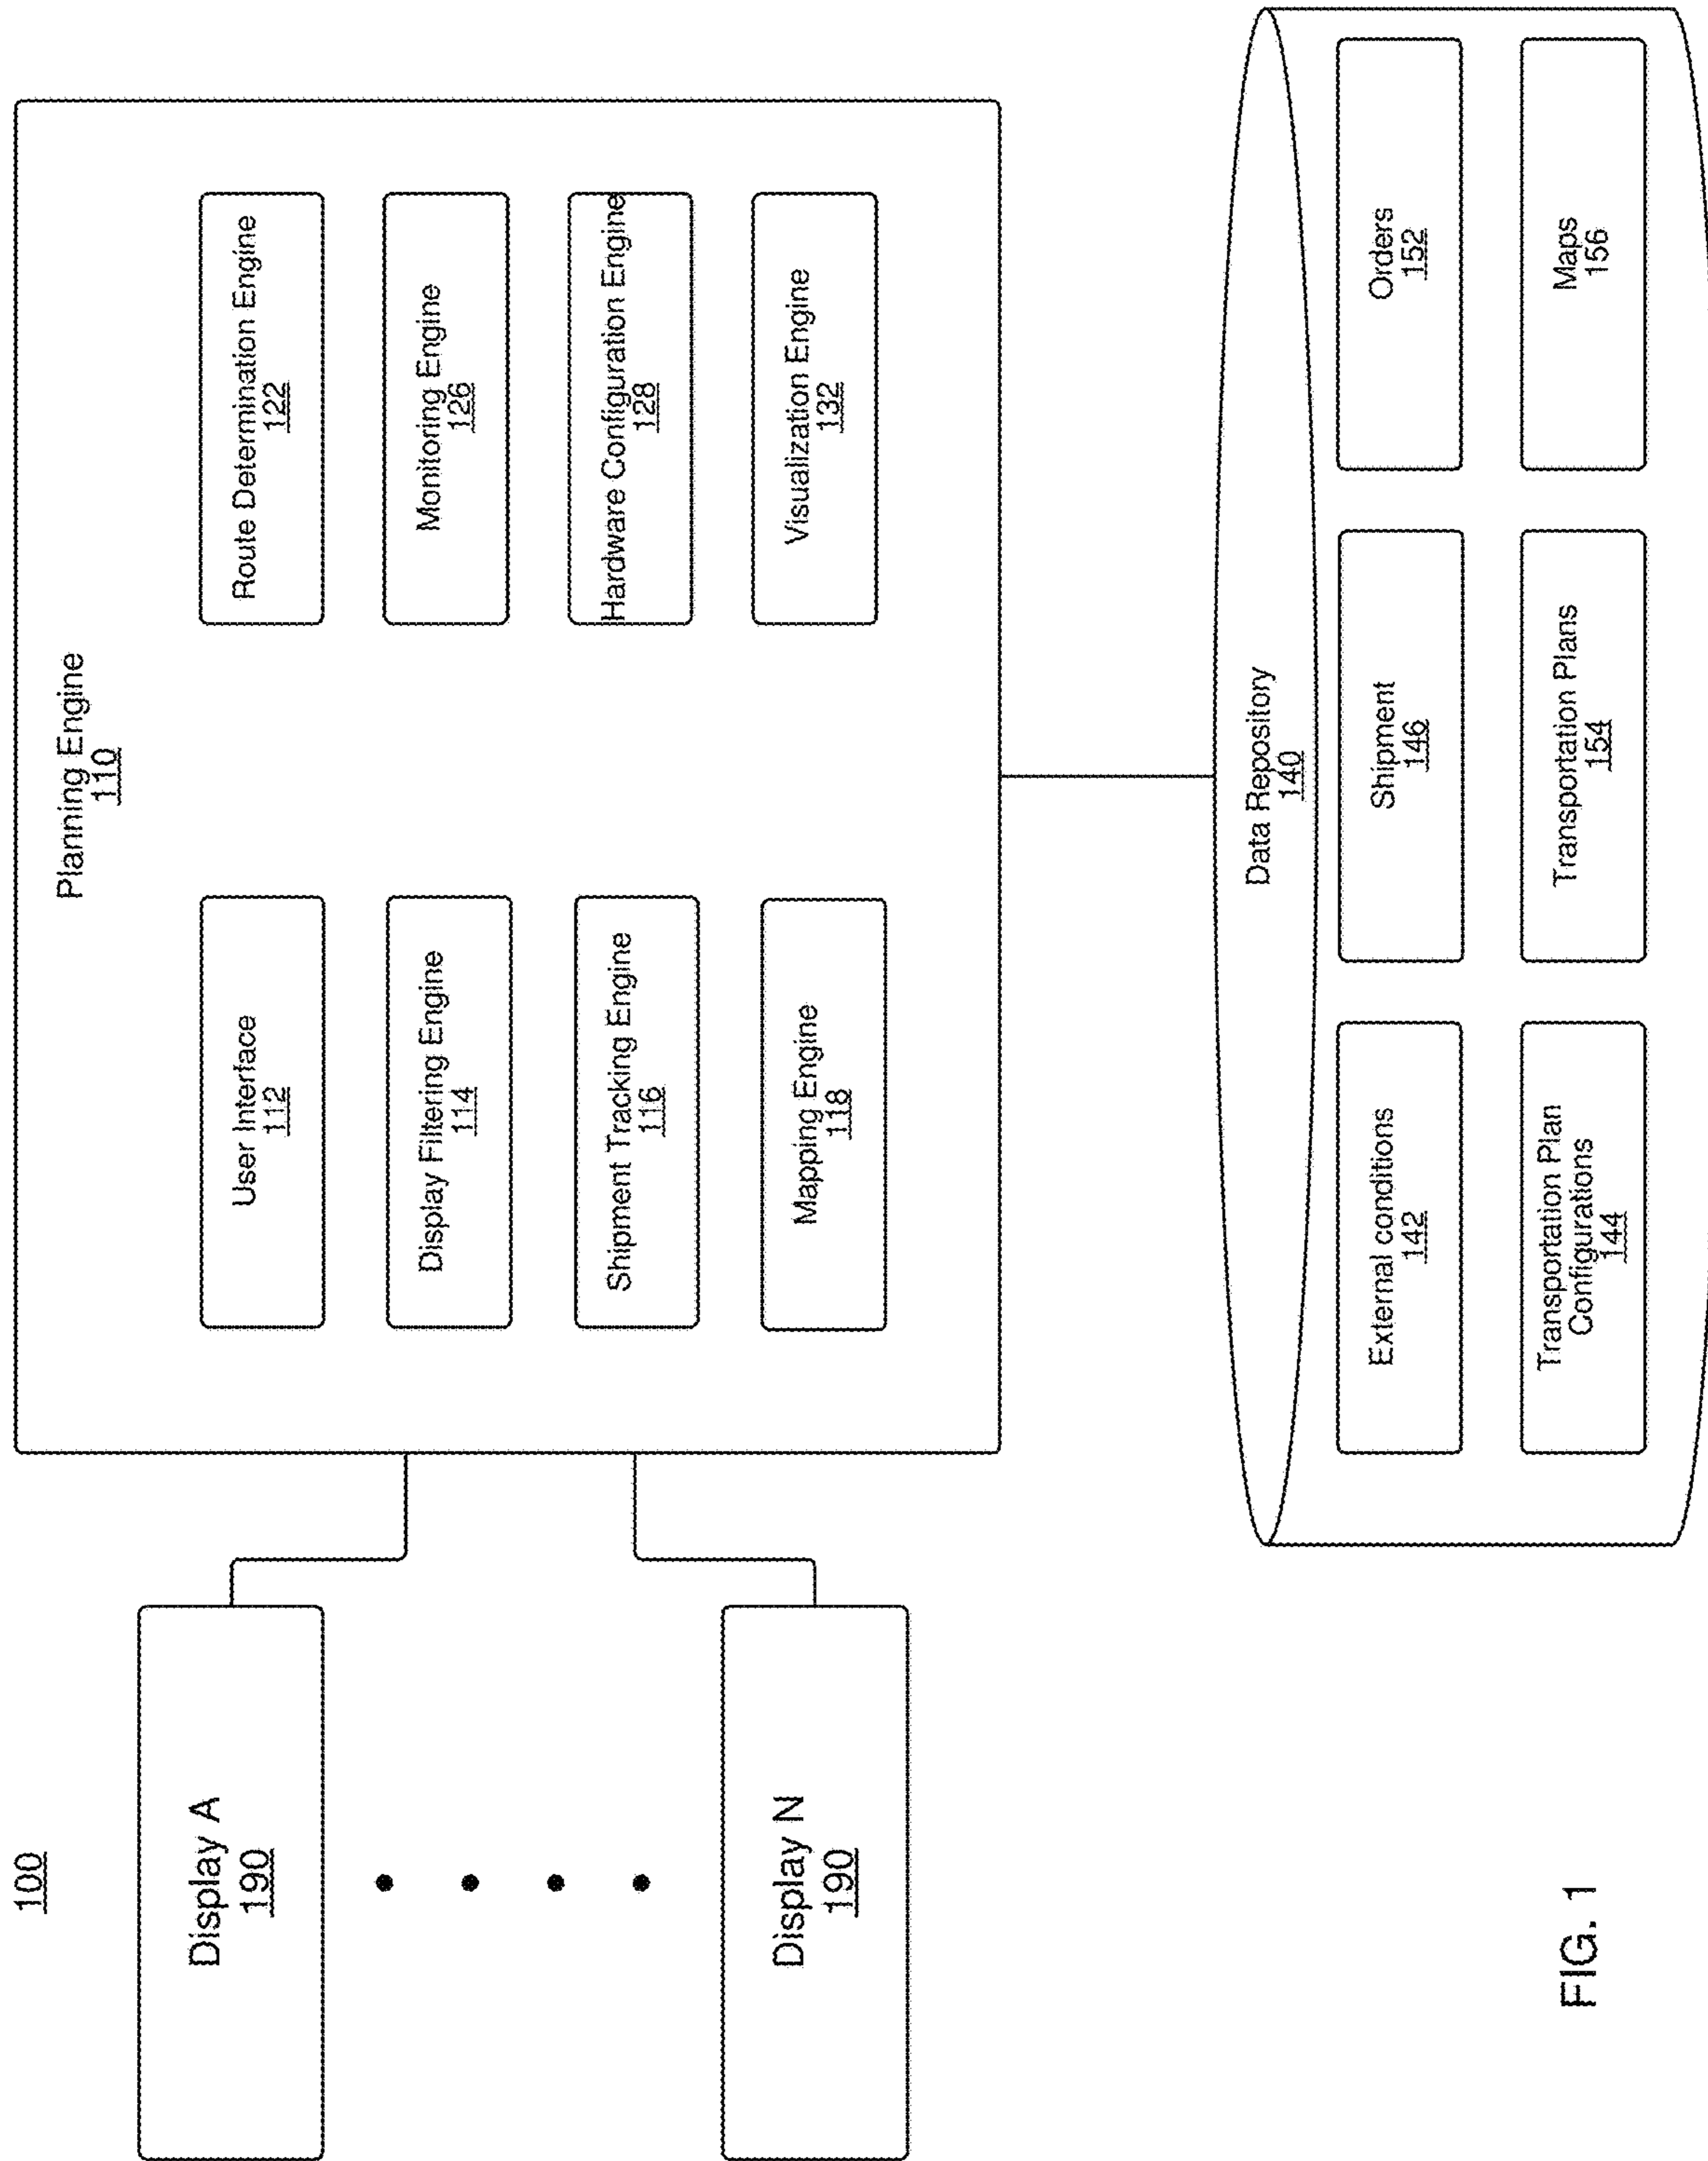 100
Display A
190
Display N
190
Planning Engine
110
User Interface
112
Display Filtering Engine
114
Shipment Tracking Engine
116
Mapping Engine
118
Route Determination Engine
122
Monitoring Engine
126
Hardware Configuration Engine
128
Visualization Engine
132
Data Repository
140
External conditions
142
Shipment
146
Orders
152
Transportation Plan
Configurations
144
Transportation Plans
154
Maps
156
FIG. 1